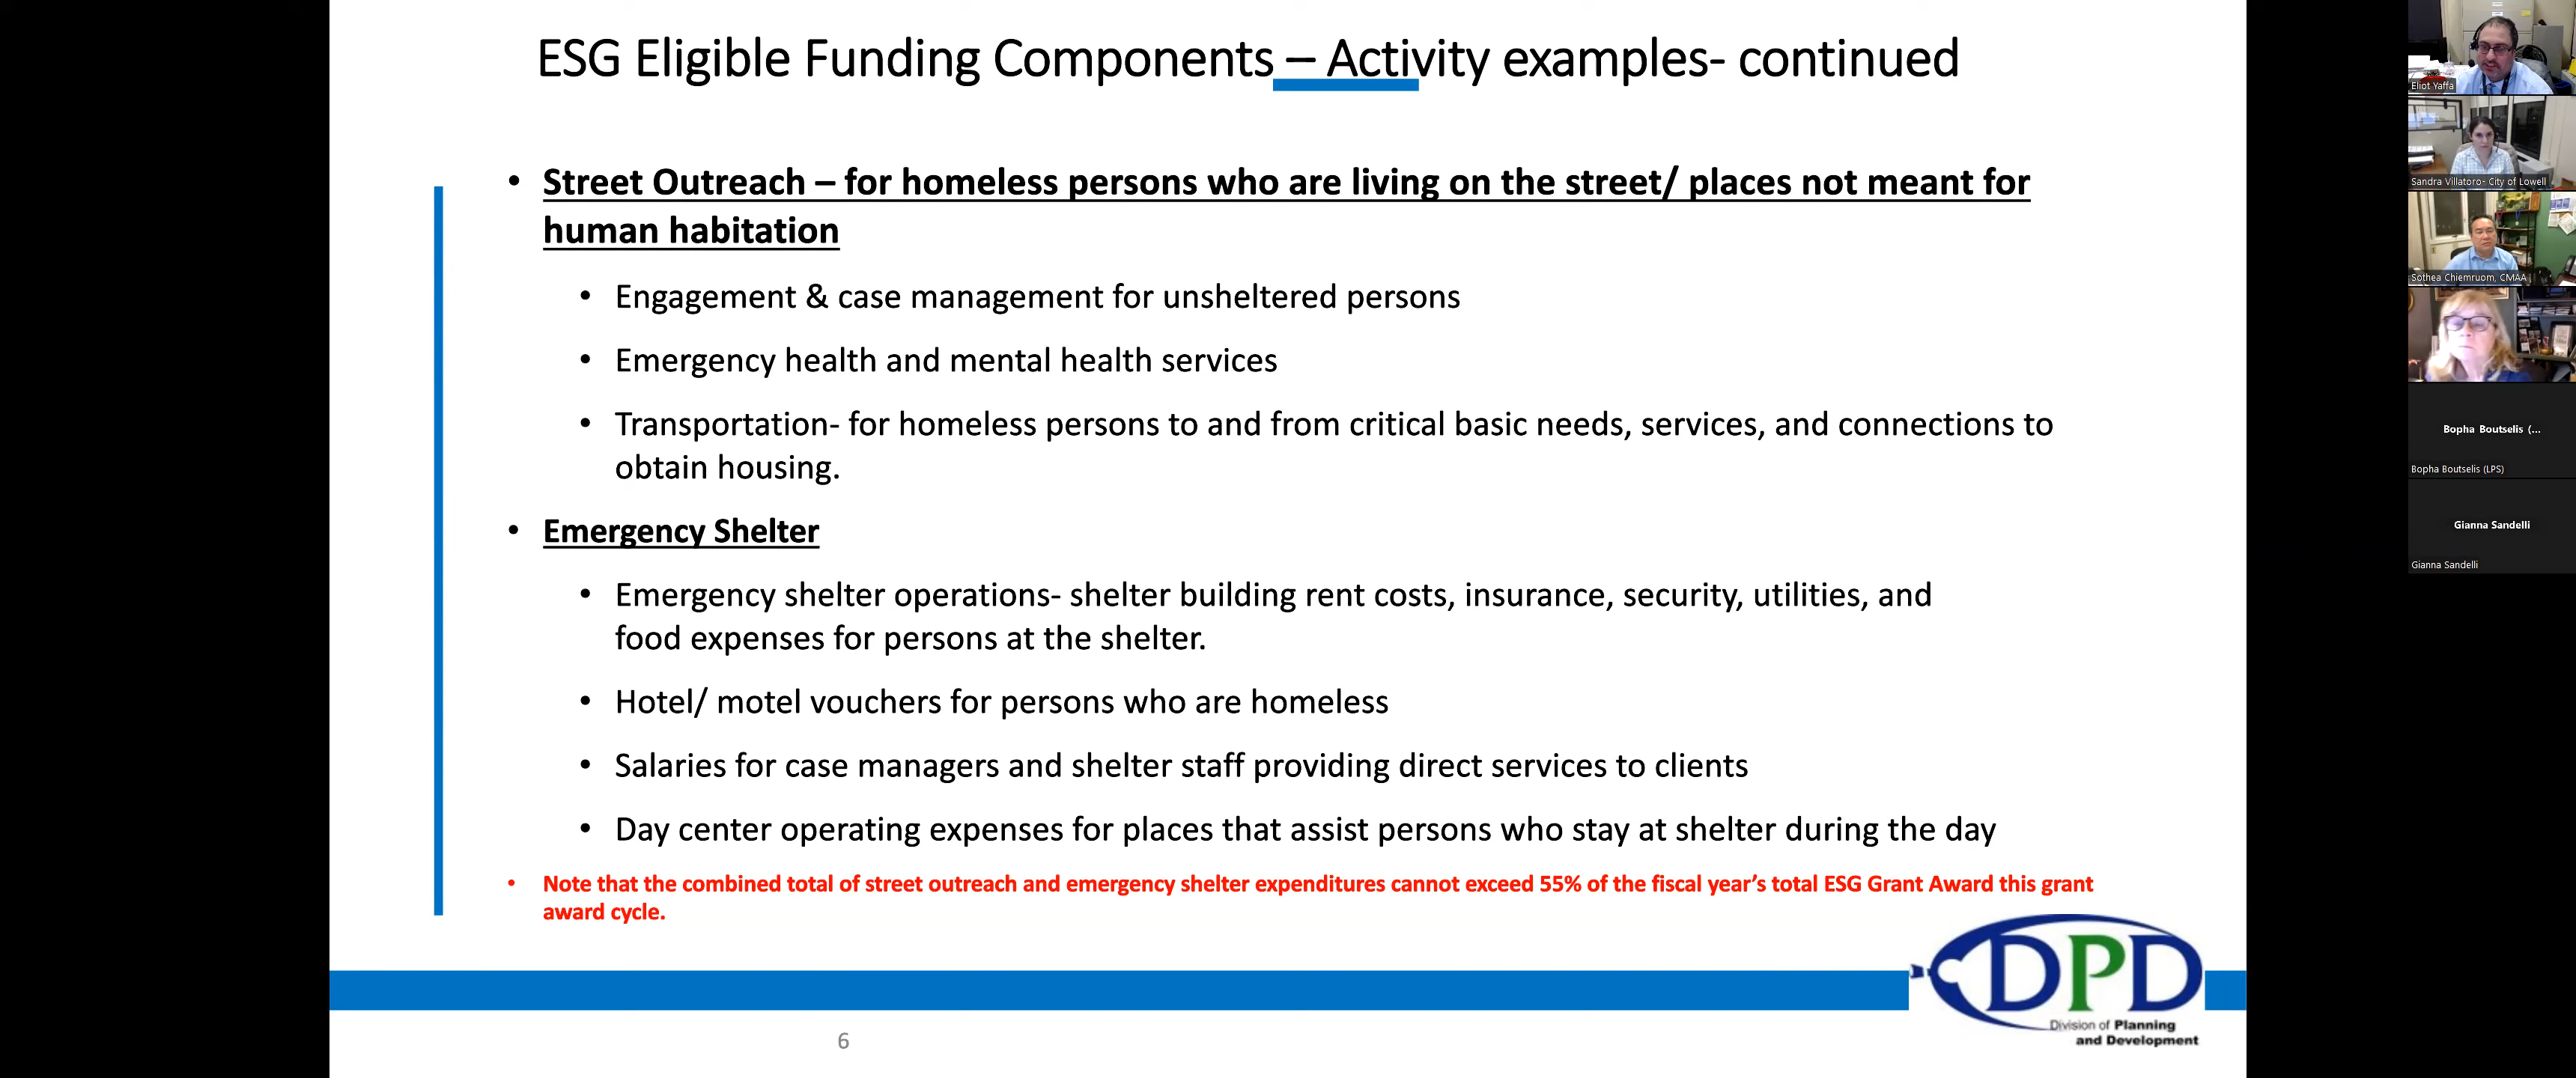 ESG Eligible Funding Components – Activity examples- continued
• Street Outreach – for homeless persons who are living on the street/ places not meant for
human habitation
• Engagement & case management for unsheltered persons
• Emergency health and mental health services
• Transportation- for homeless persons to and from critical basic needs, services, and connections to
obtain housing.
• Emergency Shelter
• Emergency shelter operations- shelter building rent costs, insurance, security, utilities, and
food expenses for persons at the shelter.
• Hotel/ motel vouchers for persons who are homeless
• Salaries for case managers and shelter staff providing direct services to clients
• Day center operating expenses for places that assist persons who stay at shelter during the day
• Note that the combined total of street outreach and emergency shelter expenditures cannot exceed 55% of the fiscal year's total ESG Grant Award this grant
award cycle.
DPD
Division of Planning
and Development
6
Eliot Yaffa
Sandra Villatoro- City of Lowell
Sothea Chiemruom, CMAA
Bopha Boutselis (...
Bopha Boutselis (LPS)
Gianna Sandelli
Gianna Sandelli